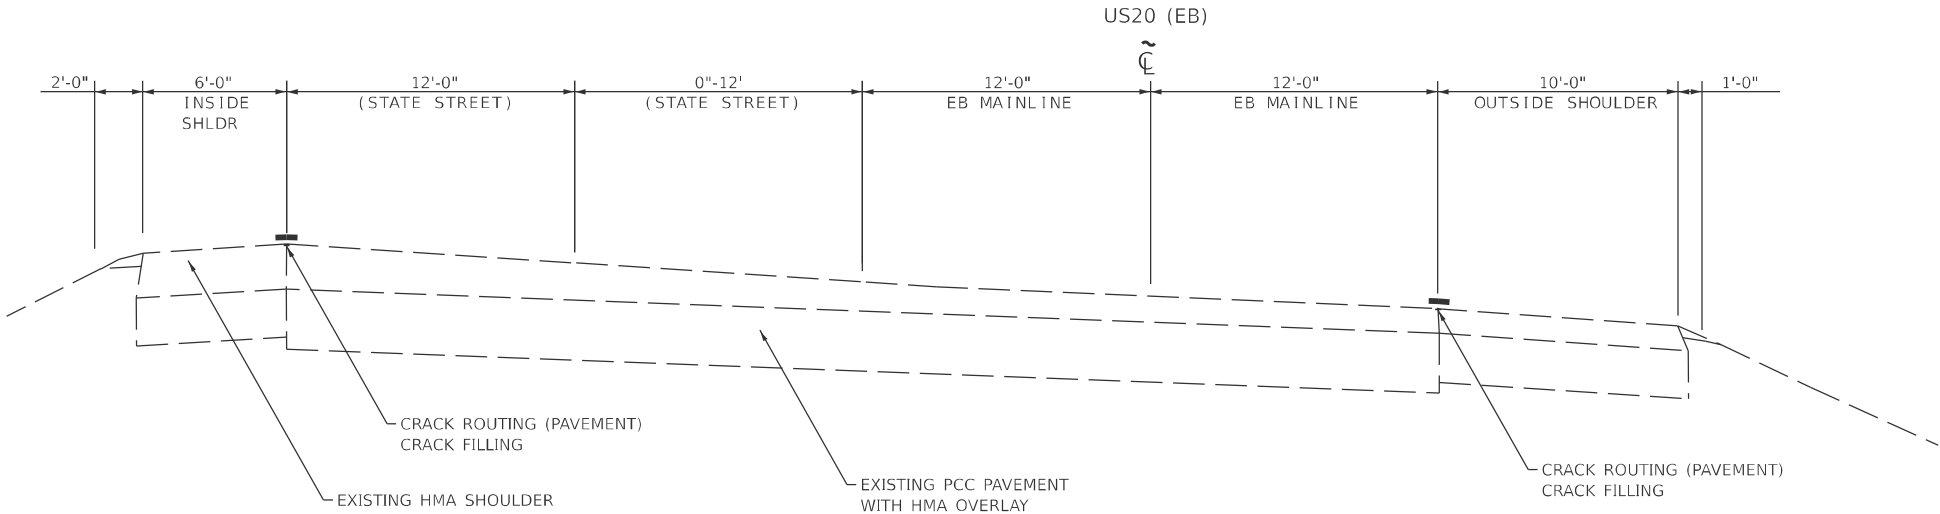 US20 (EB)
℄
2'-0"
6'-0"
12'-0"
0"-12'
12'-0"
12'-0"
10'-0"
1'-0"
INSIDE
SHLDR
(STATE STREET)
(STATE STREET)
EB MAINLINE
EB MAINLINE
OUTSIDE SHOULDER
CRACK ROUTING (PAVEMENT)
CRACK FILLING
EXISTING HMA SHOULDER
EXISTING PCC PAVEMENT
WITH HMA OVERLAY
CRACK ROUTING (PAVEMENT)
CRACK FILLING